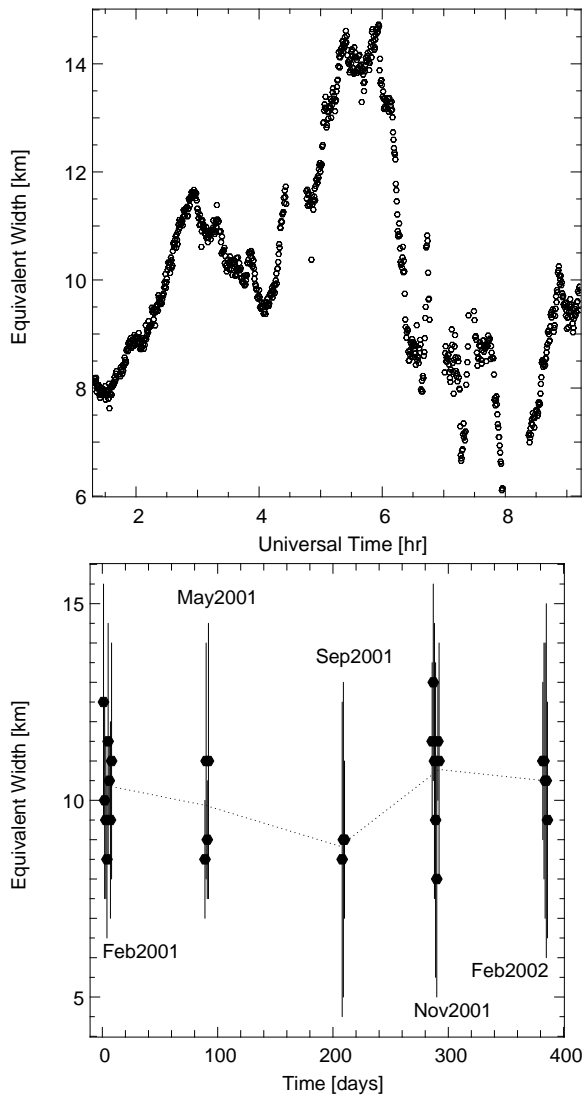 14
12
10
8
6
Equivalent Width [km]
2 4 6 8
Universal Time [hr]
May2001
15
Sep2001
10
Equivalent Width [km]
Feb2001
Feb2002
5
Nov2001
0 100 200 300 400
Time [days]